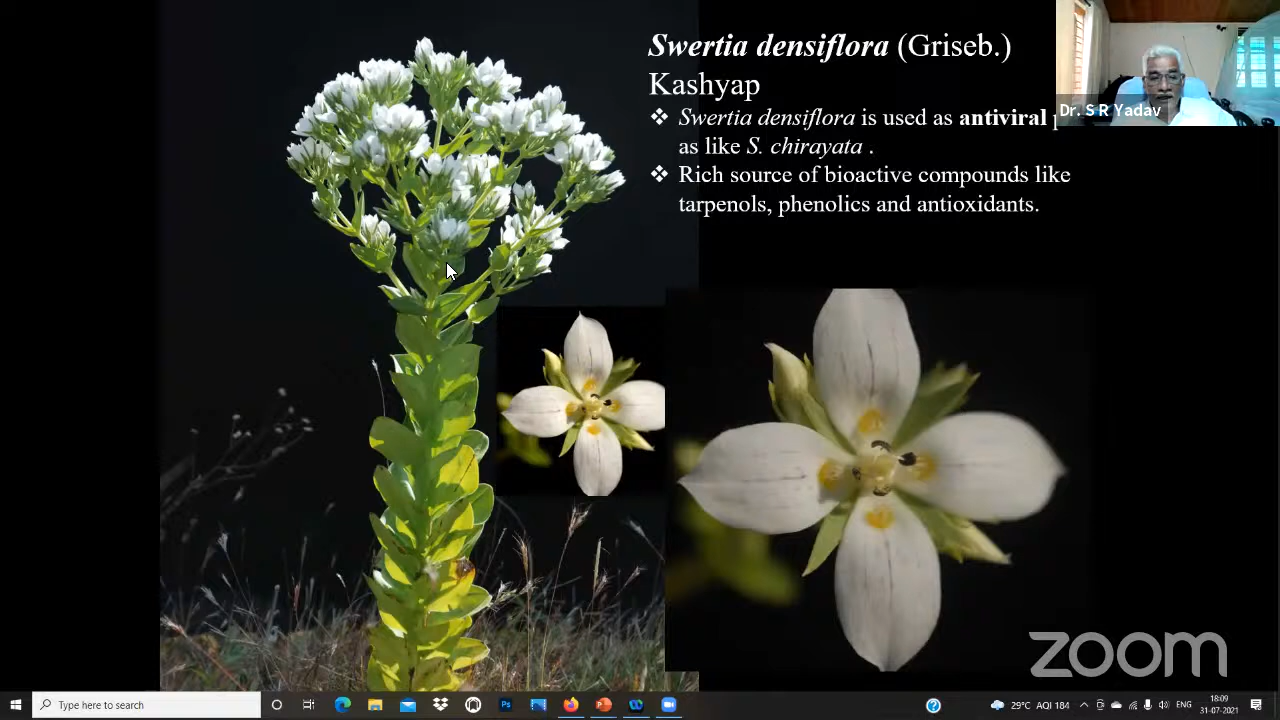 Swertia densiflora (Griseb.)
Kashyap
❖ Swertia densiflora is used as antiviral
as like S. chirayata .
❖ Rich source of bioactive compounds like
tarpenols, phenolics and antioxidants.
Dr. S R Yadav
zoom
Type here to search
29°C AQI 184
ENG
18:09
31-07-2021